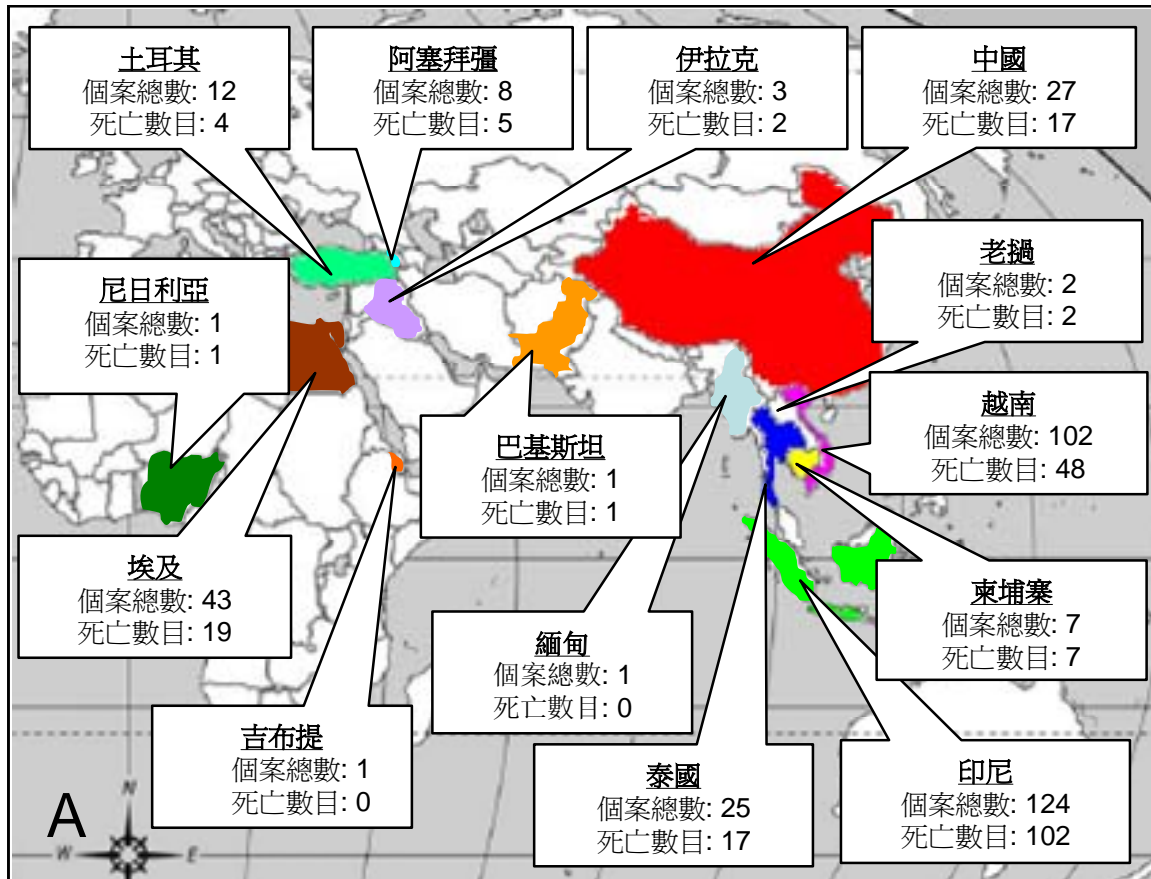 土耳其
個案總數: 12
死亡數目: 4
阿塞拜彊
個案總數: 8
死亡數目: 5
伊拉克
個案總數: 3
死亡數目: 2
中國
個案總數: 27
死亡數目: 17
老撾
個案總數: 2
死亡數目: 2
尼日利亞
個案總數: 1
死亡數目: 1
越南
個案總數: 102
死亡數目: 48
巴基斯坦
個案總數: 1
死亡數目: 1
埃及
個案總數: 43
死亡數目: 19
柬埔寨
個案總數: 7
死亡數目: 7
緬甸
個案總數: 1
死亡數目: 0
吉布提
個案總數: 1
死亡數目: 0
泰國
個案總數: 25
死亡數目: 17
印尼
個案總數: 124
死亡數目: 102
A
N
W
E